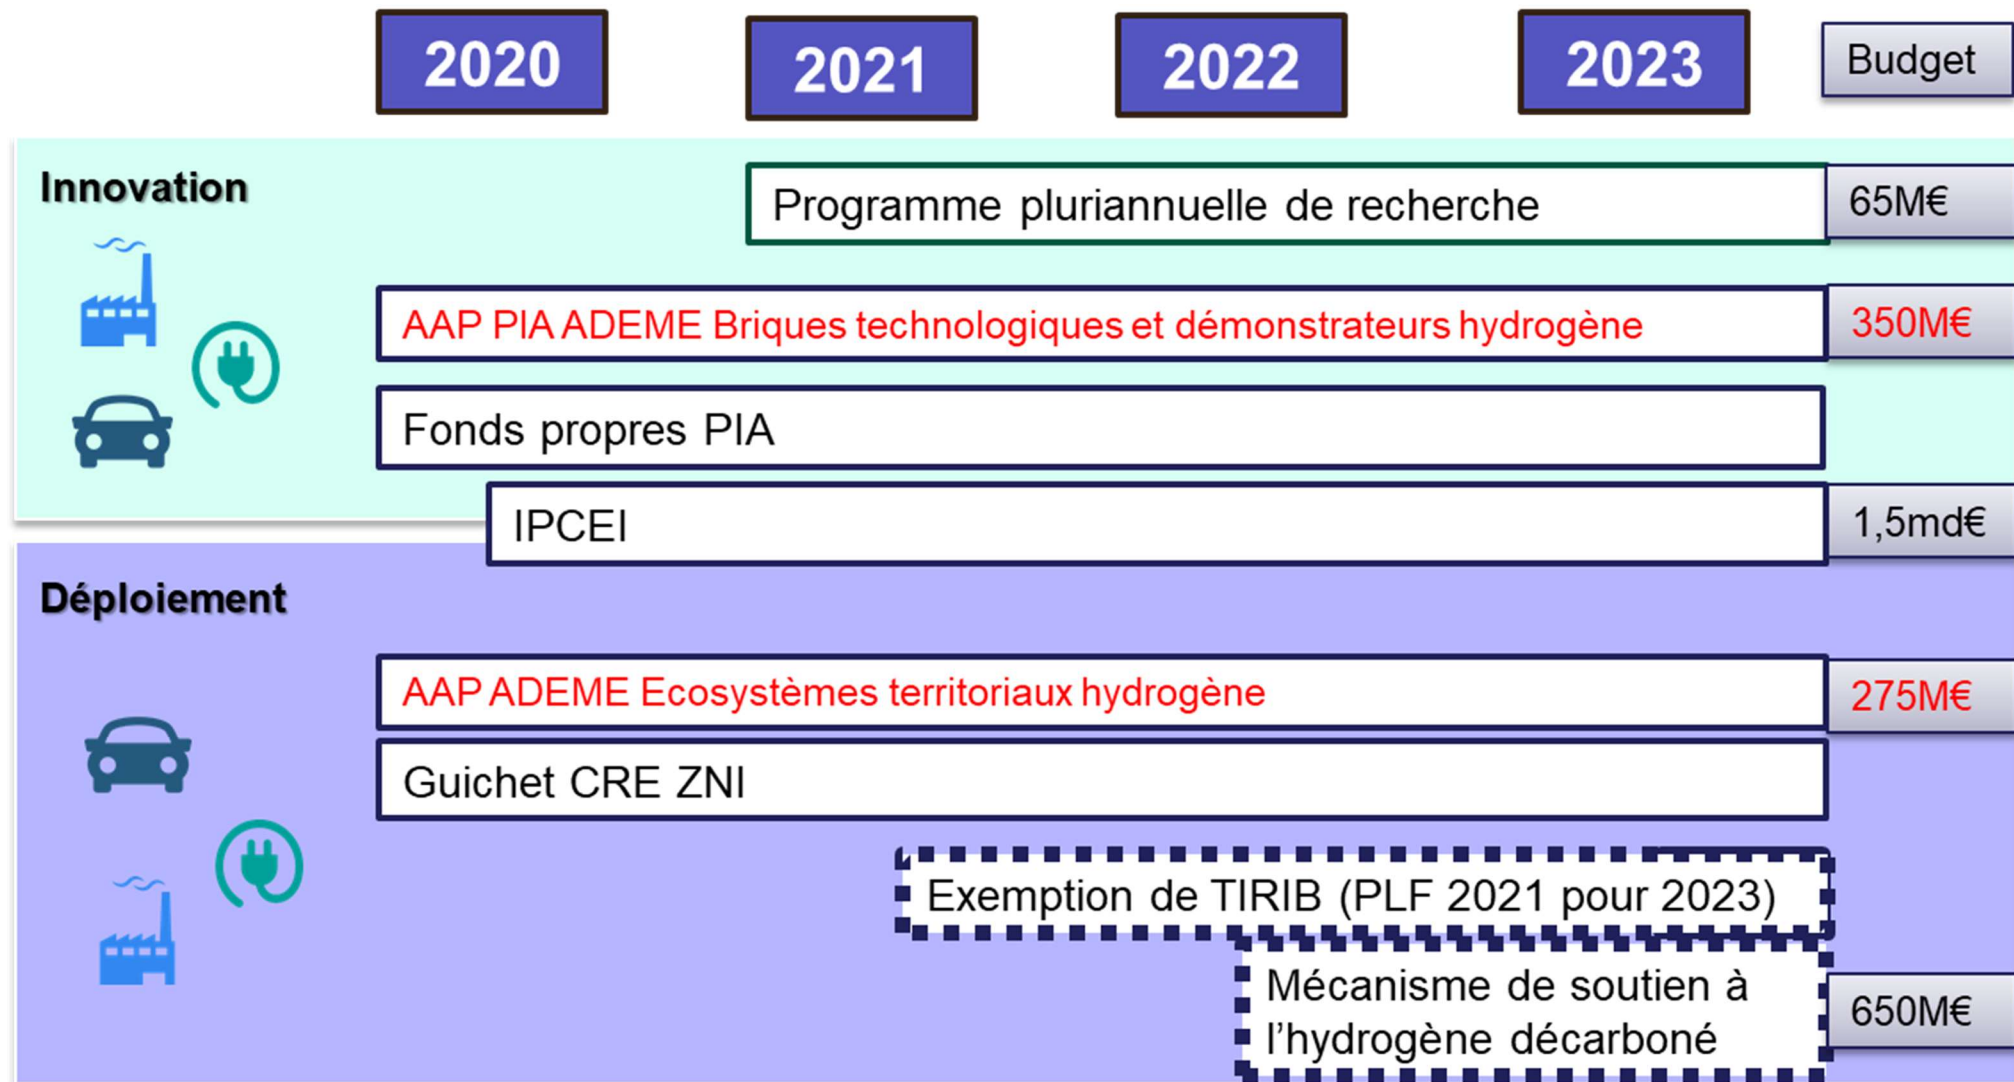 2020
2021
2022
2023
Budget
Innovation
Programme pluriannuelle de recherche
65M€
AAP PIA ADEME Briques technologiques et démonstrateurs hydrogène
350M€
Fonds propres PIA
IPCEI
1,5md€
Déploiement
AAP ADEME Ecosystèmes territoriaux hydrogène
275M€
Guichet CRE ZNI
Exemption de TIRIB (PLF 2021 pour 2023)
Mécanisme de soutien à
l'hydrogène décarboné
650M€